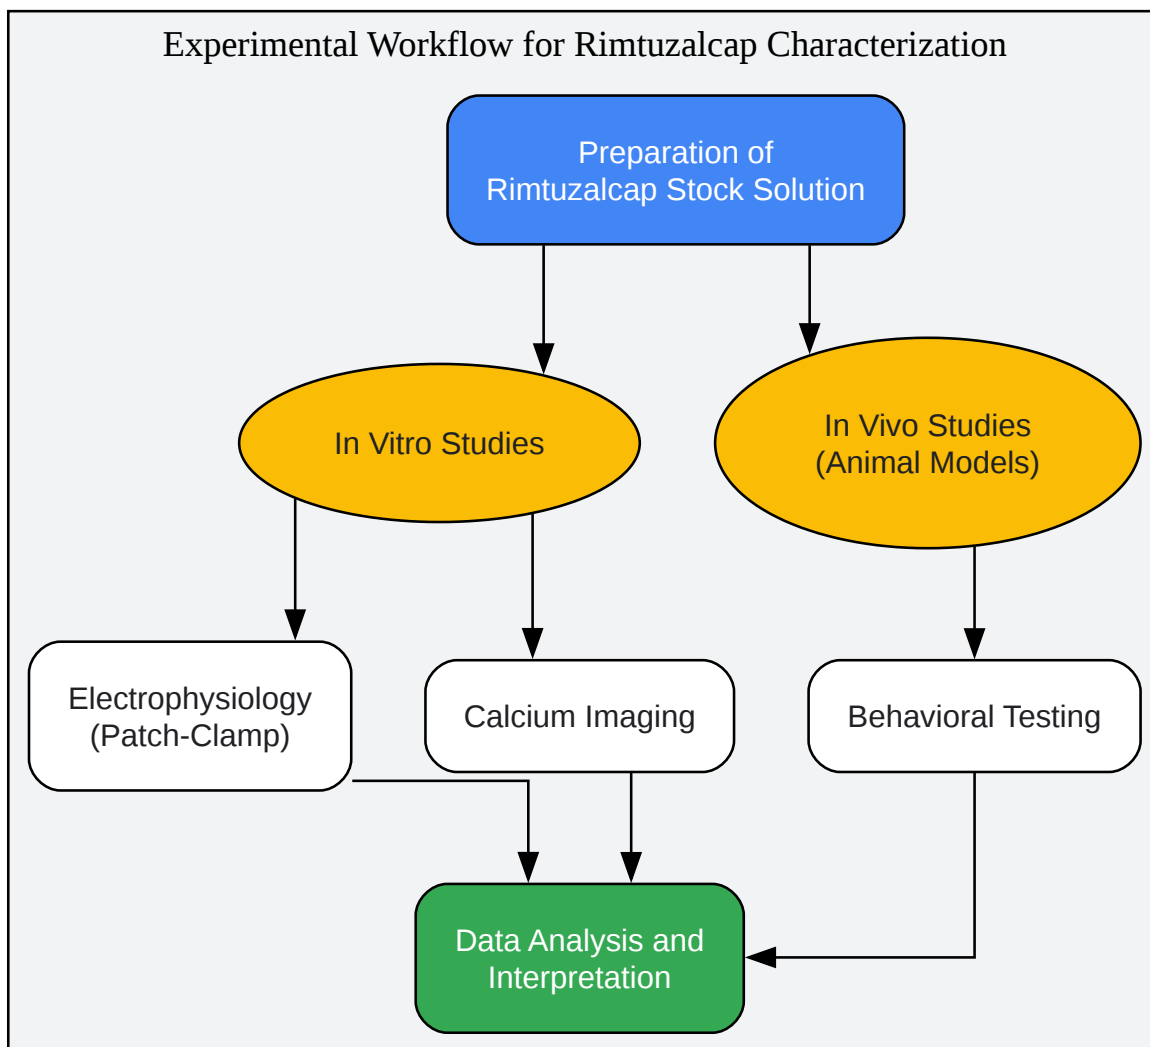 Experimental Workflow for Rimtuzalcap Characterization
Preparation of
Rimtuzalcap Stock Solution
In Vitro Studies
In Vivo Studies
(Animal Models)
Electrophysiology
(Patch-Clamp)
Calcium Imaging
Behavioral Testing
Data Analysis and
Interpretation